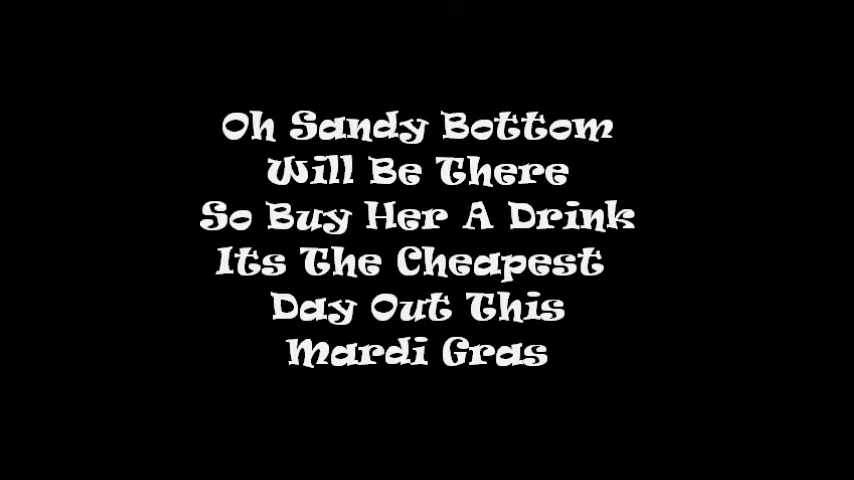 Oh Sandy Bottom
Will Be There
So Buy Her A Drink
Its The Cheapest
Day Out This
Mardi Gras